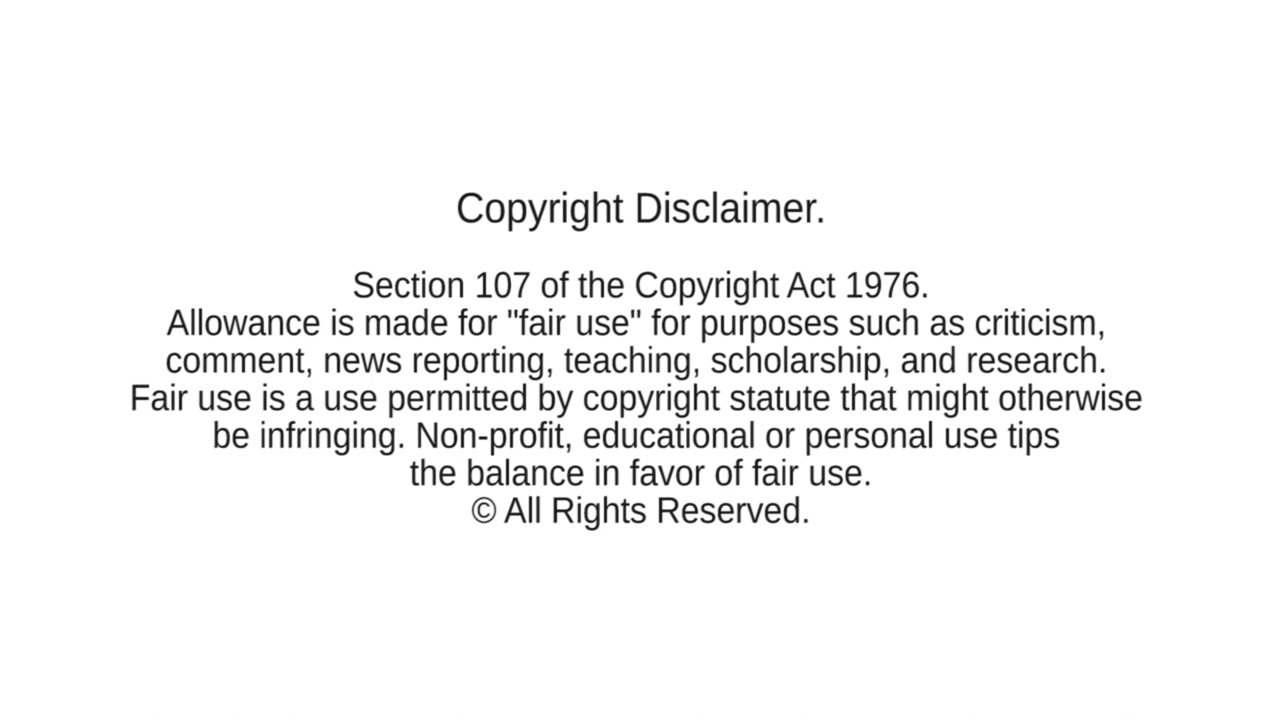 Copyright Disclaimer.
Section 107 of the Copyright Act 1976.
Allowance is made for "fair use" for purposes such as criticism,
comment, news reporting, teaching, scholarship, and research.
Fair use is a use permitted by copyright statute that might otherwise
be infringing. Non-profit, educational or personal use tips
the balance in favor of fair use.
© All Rights Reserved.